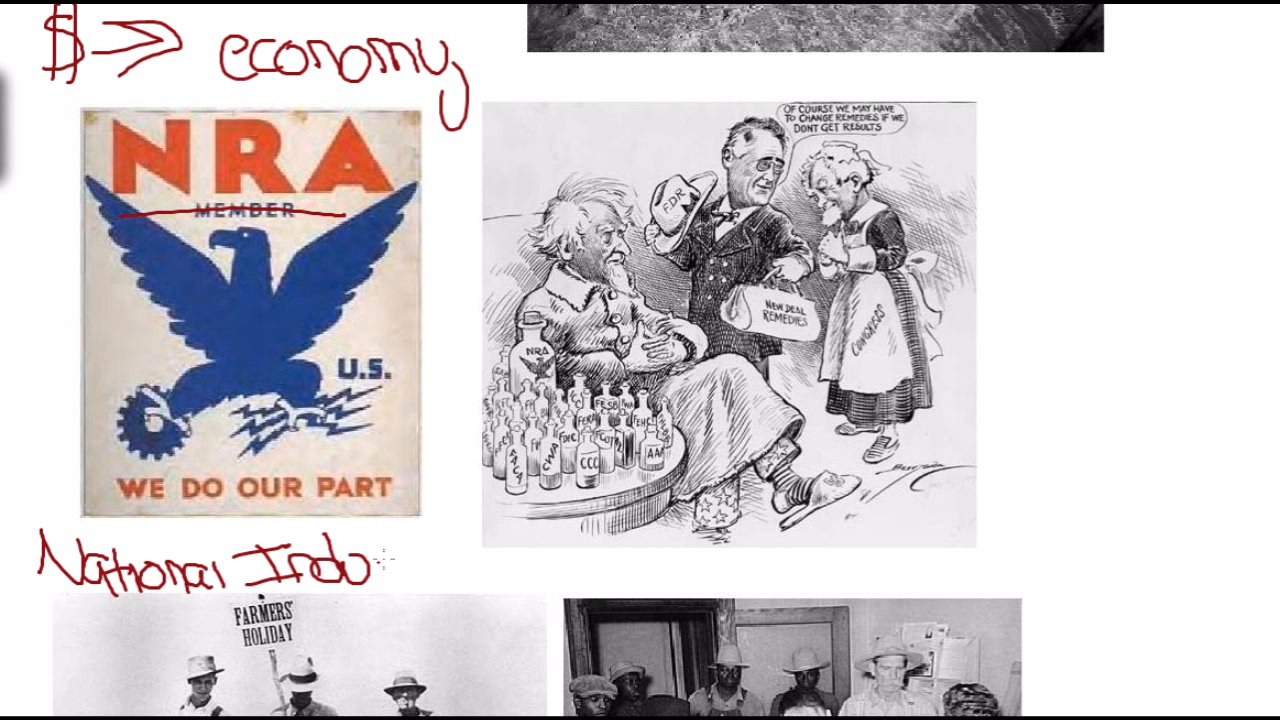 $ → economy
NRA
MEMBER
U.S.
WE DO OUR PART
OF COURSE WE MAY HAVE
TO CHANGE REMEDIES IF WE
DONT GET RESULTS
FDR
NEW DEAL
REMEDIES
CONGRESS
NRA
CWA
CCC
AAA
National Indu
FARMERS'
HOLIDAY